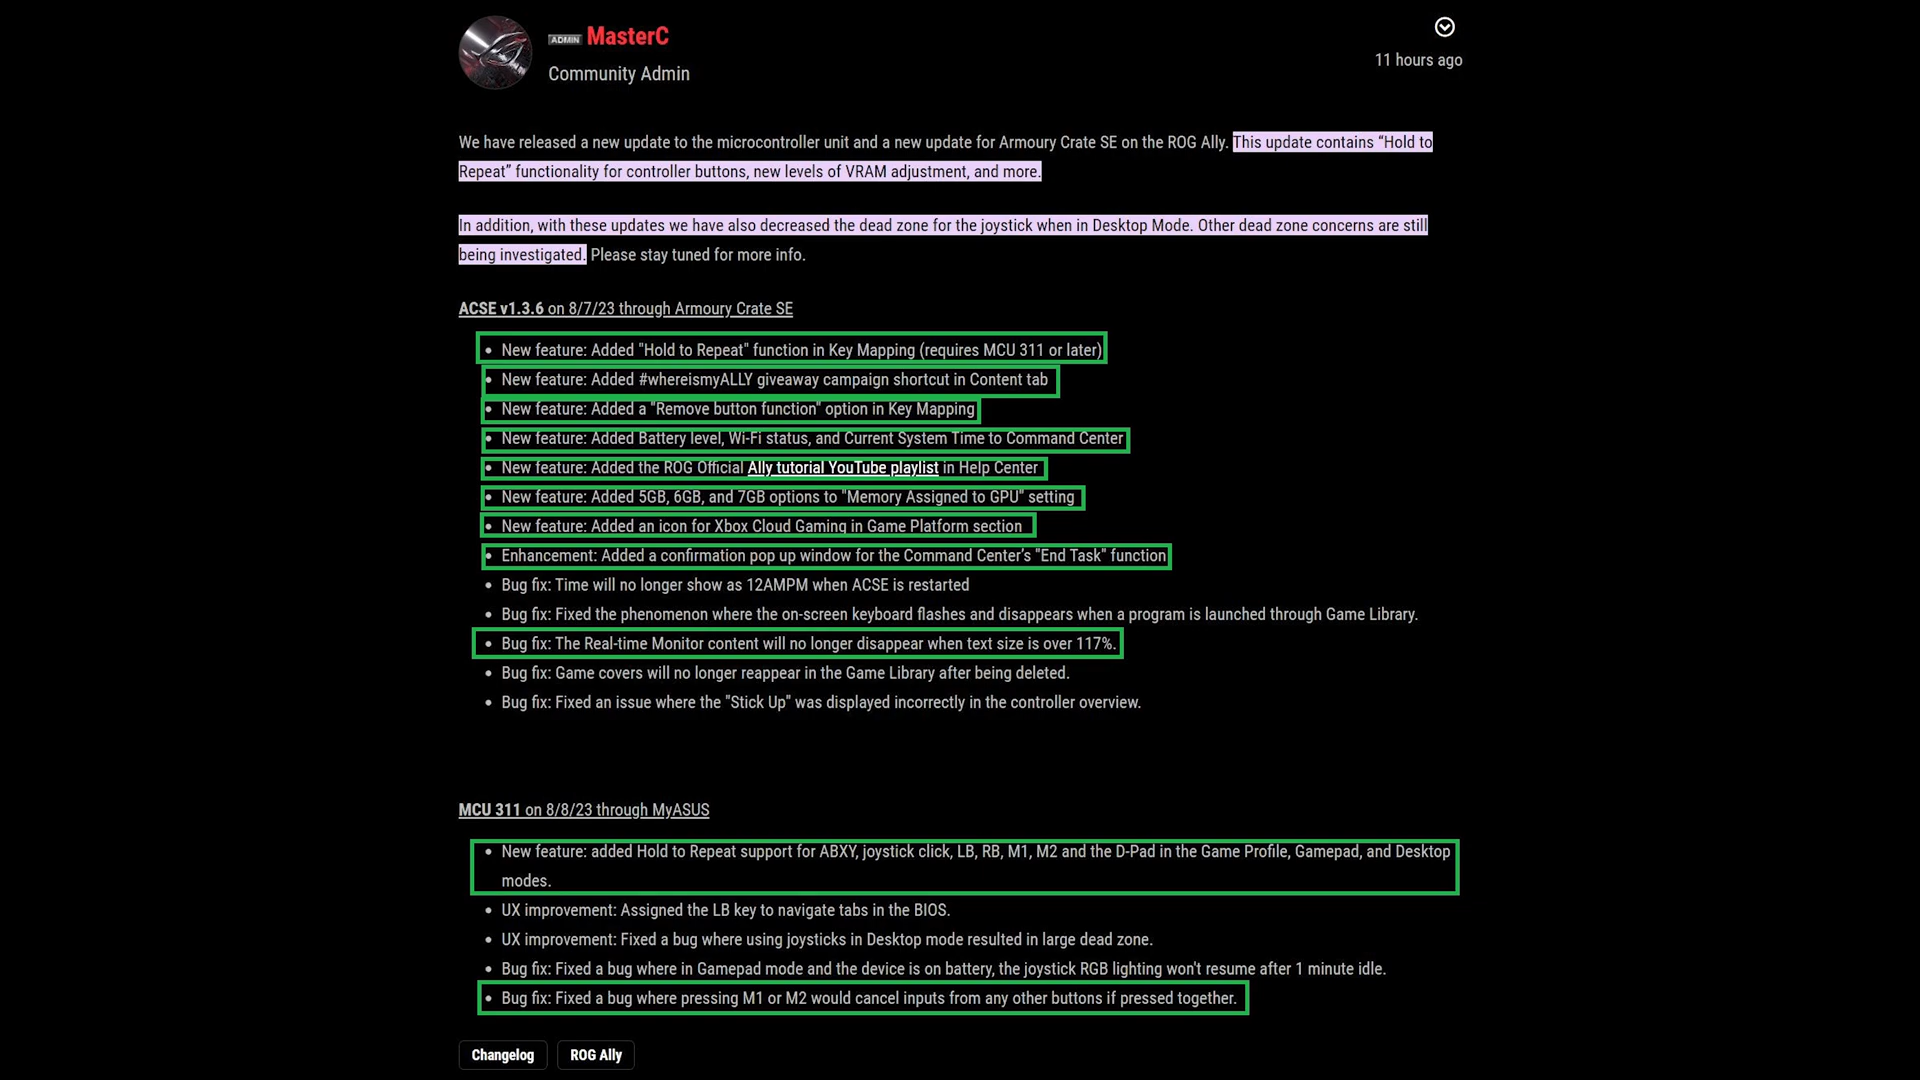 ADMIN MasterC
Community Admin
11 hours ago
We have released a new update to the microcontroller unit and a new update for Armoury Crate SE on the ROG Ally. This update contains “Hold to
Repeat” functionality for controller buttons, new levels of VRAM adjustment, and more.
In addition, with these updates we have also decreased the dead zone for the joystick when in Desktop Mode. Other dead zone concerns are still
being investigated. Please stay tuned for more info.
ACSE v1.3.6 on 8/7/23 through Armoury Crate SE
• New feature: Added "Hold to Repeat" function in Key Mapping (requires MCU 311 or later)
• New feature: Added #whereismyALLY giveaway campaign shortcut in Content tab
• New feature: Added a "Remove button function" option in Key Mapping
• New feature: Added Battery level, Wi-Fi status, and Current System Time to Command Center
• New feature: Added the ROG Official Ally tutorial YouTube playlist in Help Center
• New feature: Added 5GB, 6GB, and 7GB options to "Memory Assigned to GPU" setting
• New feature: Added an icon for Xbox Cloud Gaming in Game Platform section
• Enhancement: Added a confirmation pop up window for the Command Center’s "End Task" function
• Bug fix: Time will no longer show as 12AMPM when ACSE is restarted
• Bug fix: Fixed the phenomenon where the on-screen keyboard flashes and disappears when a program is launched through Game Library.
• Bug fix: The Real-time Monitor content will no longer disappear when text size is over 117%.
• Bug fix: Game covers will no longer reappear in the Game Library after being deleted.
• Bug fix: Fixed an issue where the "Stick Up" was displayed incorrectly in the controller overview.
MCU 311 on 8/8/23 through MyASUS
• New feature: added Hold to Repeat support for ABXY, joystick click, LB, RB, M1, M2 and the D-Pad in the Game Profile, Gamepad, and Desktop
modes.
• UX improvement: Assigned the LB key to navigate tabs in the BIOS.
• UX improvement: Fixed a bug where using joysticks in Desktop mode resulted in large dead zone.
• Bug fix: Fixed a bug where in Gamepad mode and the device is on battery, the joystick RGB lighting won't resume after 1 minute idle.
• Bug fix: Fixed a bug where pressing M1 or M2 would cancel inputs from any other buttons if pressed together.
Changelog ROG Ally